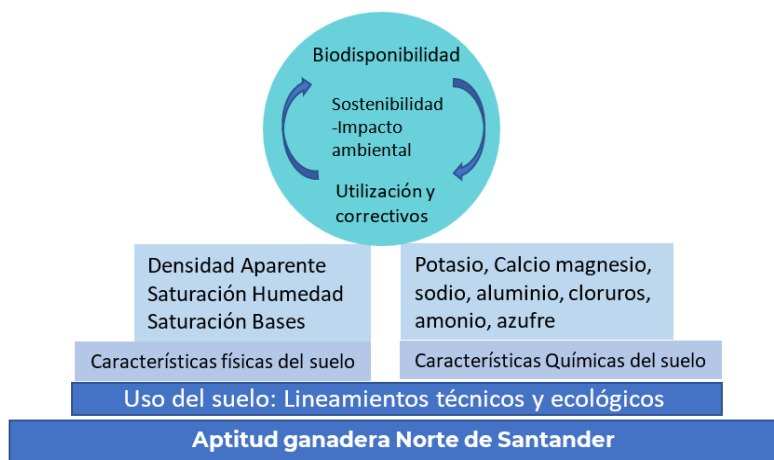 Biodisponibilidad
Sostenibilidad
-Impacto
ambiental
Utilización y
correctivos
Densidad Aparente
Saturación Humedad
Saturación Bases
Potasio, Calcio magnesio,
sodio, aluminio, cloruros,
amonio, azufre
Características físicas del suelo
Características Químicas del suelo
Uso del suelo: Lineamientos técnicos y ecológicos
Aptitud ganadera Norte de Santander